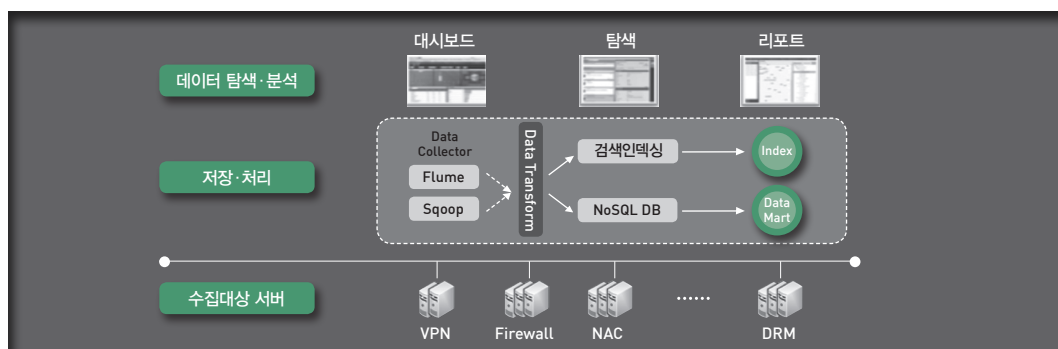 대시보드
탐색
리포트
데이터 탐색·분석
저장·처리
Data
Collector
Flume
Sqoop
Data Transform
검색인덱싱
NoSQL DB
Index
Data
Mart
수집대상 서버
VPN
Firewall
NAC
······
DRM